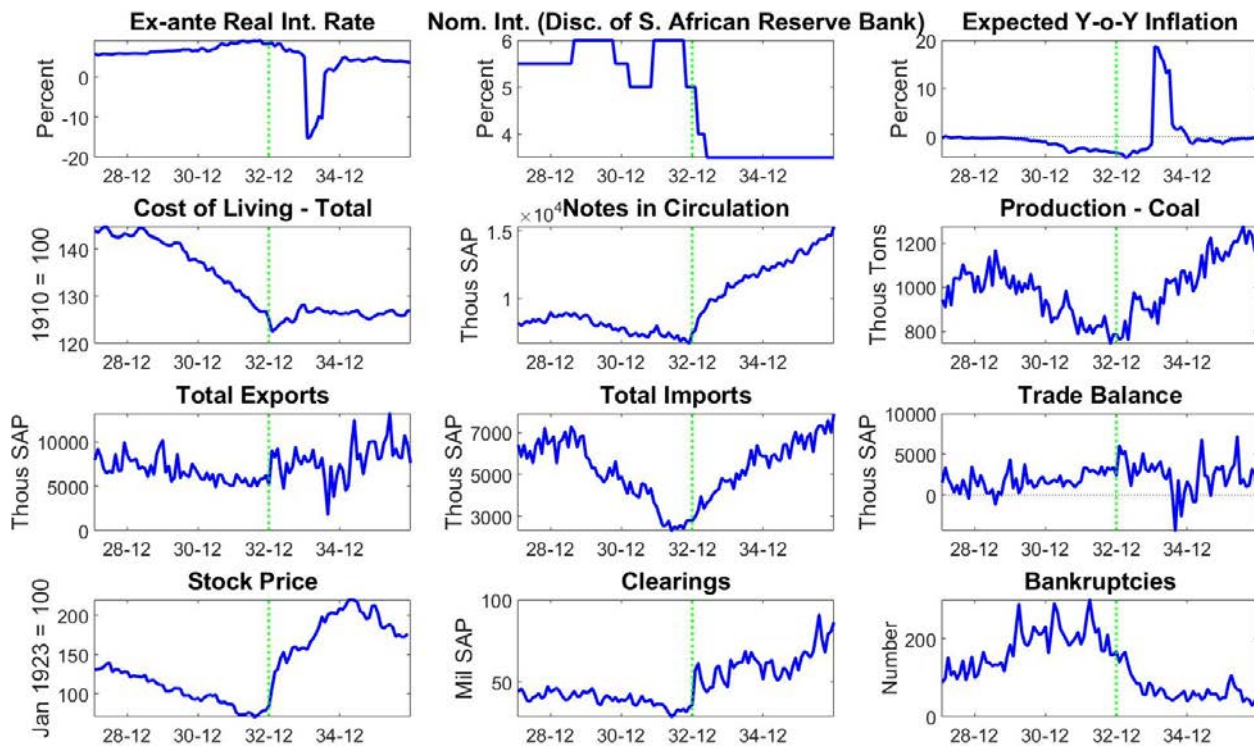 Ex-ante Real Int. Rate
Nom. Int. (Disc. of S. African Reserve Bank)
Expected Y-o-Y Inflation
Percent
0
-10
-20
28-12 30-12 32-12 34-12
Percent
6
5
4
28-12 30-12 32-12 34-12
Percent
20
10
0
28-12 30-12 32-12 34-12
Cost of Living - Total
×10⁴ Notes in Circulation
Production - Coal
1910 = 100
140
130
120
28-12 30-12 32-12 34-12
Thous SAP
1.5
1
28-12 30-12 32-12 34-12
Thous Tons
1200
1000
800
28-12 30-12 32-12 34-12
Total Exports
Total Imports
Trade Balance
Thous SAP
10000
5000
0
28-12 30-12 32-12 34-12
Thous SAP
7000
5000
3000
28-12 30-12 32-12 34-12
Thous SAP
10000
5000
0
28-12 30-12 32-12 34-12
Stock Price
Clearings
Bankruptcies
Jan 1923 = 100
200
150
100
28-12 30-12 32-12 34-12
Mil SAP
100
50
28-12 30-12 32-12 34-12
Number
200
0
28-12 30-12 32-12 34-12